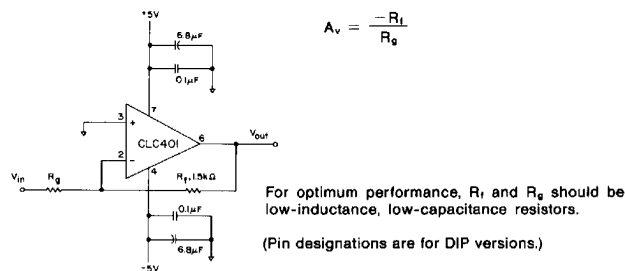 +5V
A_v = -R_f / R_g
6.8µF
0.1µF
3
7
+
CLC401
6
V_out
2
-
4
V_in
R_g
R_f, 1.5kΩ
0.1µF
6.8µF
-5V
For optimum performance, R_f and R_g should be
low-inductance, low-capacitance resistors.
(Pin designations are for DIP versions.)